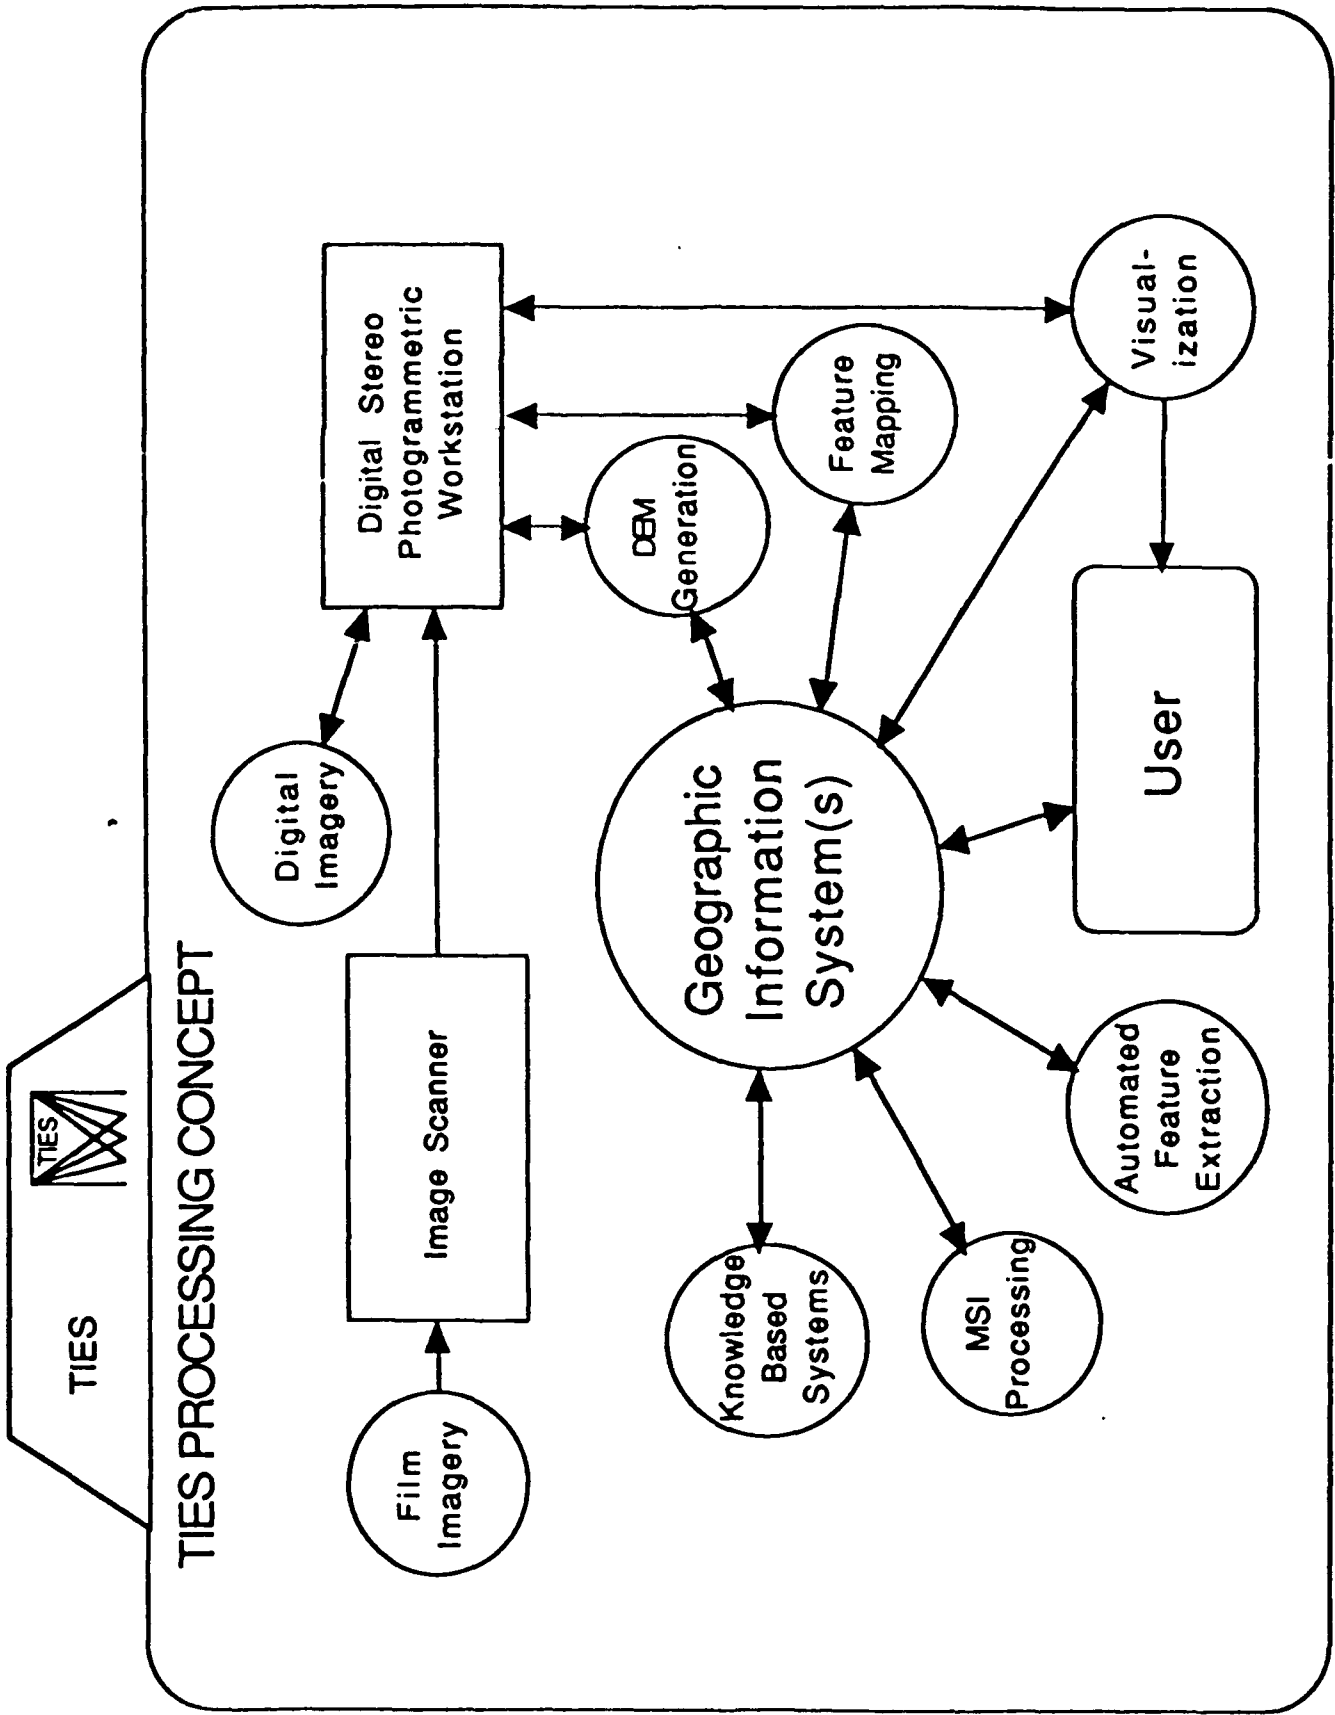 TIES
TIES
TIES PROCESSING CONCEPT
Film
Imagery
Image Scanner
Digital
Imagery
Digital Stereo
Photogrammetric
Workstation
DEM
Generation
Feature
Mapping
Visual-
ization
Geographic
Information
System(s)
Knowledge
Based
Systems
MSI
Processing
Automated
Feature
Extraction
User